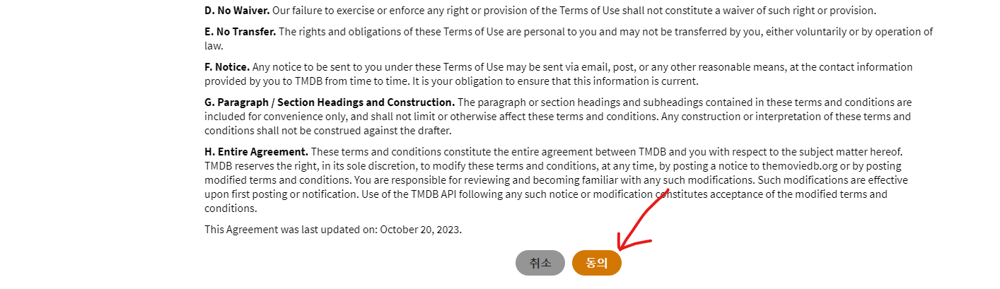 D. No Waiver. Our failure to exercise or enforce any right or provision of the Terms of Use shall not constitute a waiver of such right or provision.
E. No Transfer. The rights and obligations of these Terms of Use are personal to you and may not be transferred by you, either voluntarily or by operation of
law.
F. Notice. Any notice to be sent to you under these Terms of Use may be sent via email, post, or any other reasonable means, at the contact information
provided by you to TMDB from time to time. It is your obligation to ensure that this information is current.
G. Paragraph / Section Headings and Construction. The paragraph or section headings and subheadings contained in these terms and conditions are
included for convenience only, and shall not limit or otherwise affect these terms and conditions. Any construction or interpretation of these terms and
conditions shall not be construed against the drafter.
H. Entire Agreement. These terms and conditions constitute the entire agreement between TMDB and you with respect to the subject matter hereof.
TMDB reserves the right, in its sole discretion, to modify these terms and conditions, at any time, by posting a notice to themoviedb.org or by posting
modified terms and conditions. You are responsible for reviewing and becoming familiar with any such modifications. Such modifications are effective
upon first posting or notification. Use of the TMDB API following any such notice or modification constitutes acceptance of the modified terms and
conditions.
This Agreement was last updated on: October 20, 2023.
취소 동의